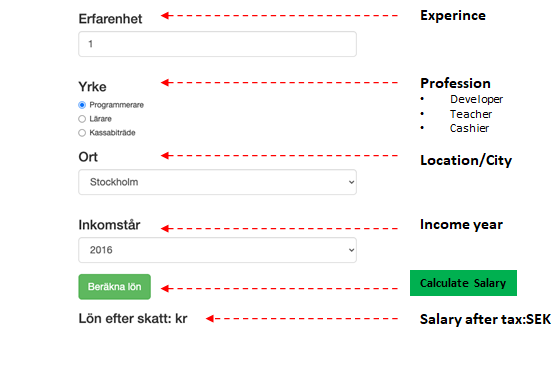 Erfarenhet
Experince
1
Yrke
Profession
Programmerare
• Developer
Lärare
• Teacher
Kassabiträde
• Cashier
Ort
Location/City
Stockholm
Inkomstår
Income year
2016
Beräkna lön
Calculate Salary
Lön efter skatt: kr
Salary after tax:SEK